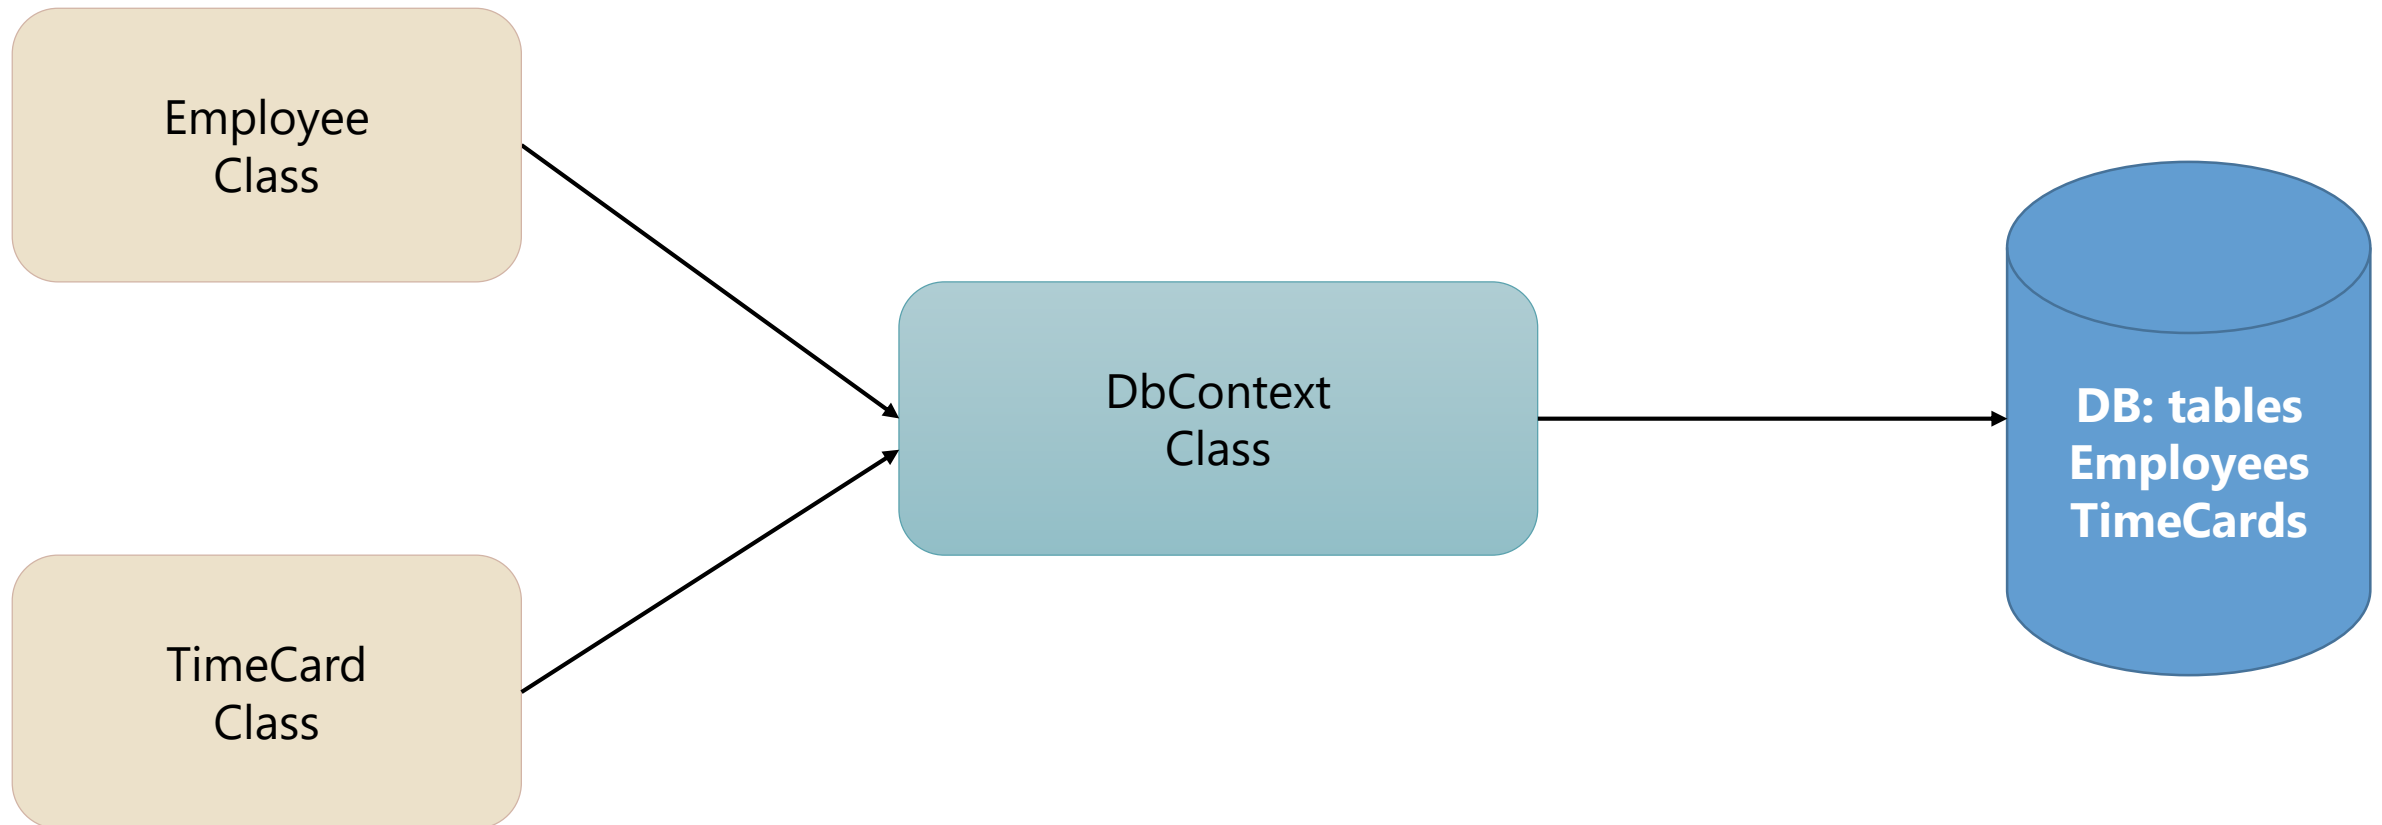 Employee
Class
TimeCard
Class
DbContext
Class
DB: tables
Employees
TimeCards